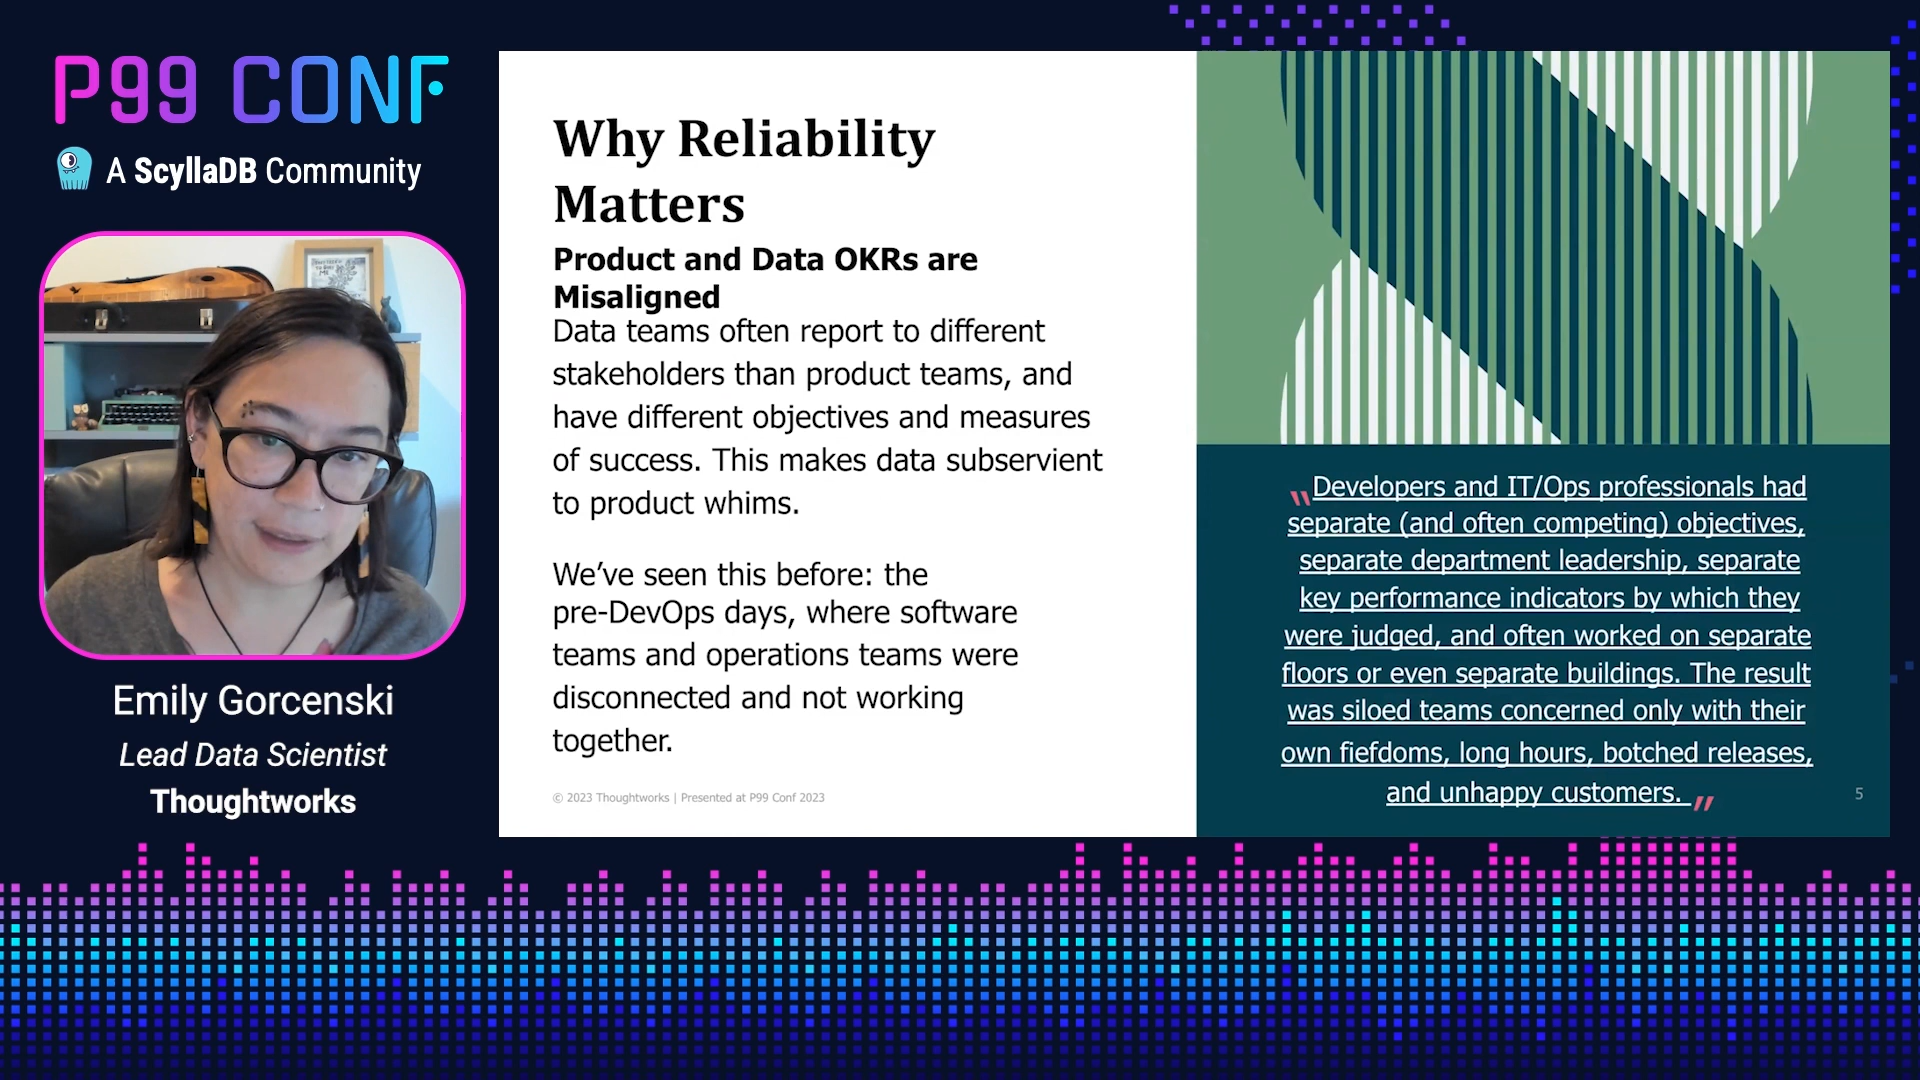 P99 CONF
A ScyllaDB Community
Emily Gorcenski
Lead Data Scientist
Thoughtworks
Why Reliability
Matters
Product and Data OKRs are
Misaligned
Data teams often report to different
stakeholders than product teams, and
have different objectives and measures
of success. This makes data subservient
to product whims.
We’ve seen this before: the
pre-DevOps days, where software
teams and operations teams were
disconnected and not working
together.
© 2023 Thoughtworks | Presented at P99 Conf 2023
"Developers and IT/Ops professionals had
separate (and often competing) objectives,
separate department leadership, separate
key performance indicators by which they
were judged, and often worked on separate
floors or even separate buildings. The result
was siloed teams concerned only with their
own fiefdoms, long hours, botched releases,
and unhappy customers. "
5